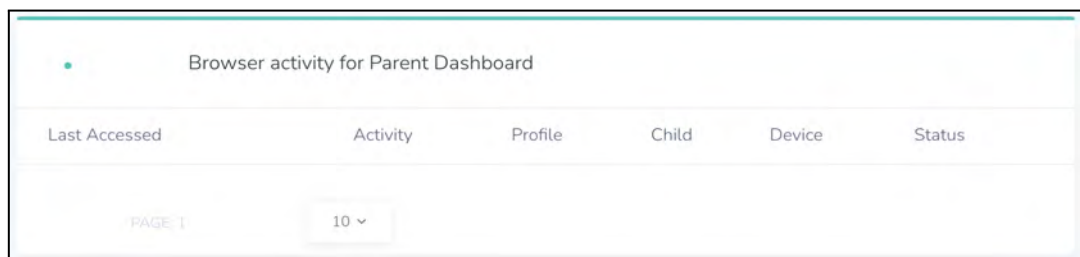 Browser activity for Parent Dashboard
Last Accessed Activity Profile Child Device Status
PAGE: 1 10